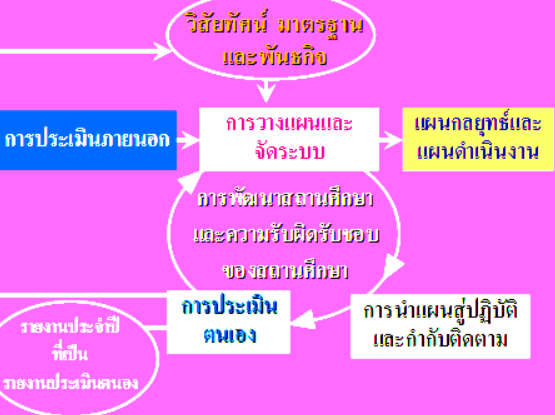 วิสัยทัศน์ มาตรฐาน
และพันธกิจ
การประเมินภายนอก
การวางแผนและ
จัดระบบ
แผนกลยุทธ์และ
แผนดำเนินงาน
การพัฒนาสถานศึกษา
และความรับผิดรับชอบ
ของสถานศึกษา
การประเมิน
ตนเอง
การนำแผนสู่ปฏิบัติ
และกำกับติดตาม
รายงานประจำปี
ที่เป็น
รายงานประเมินตนอง